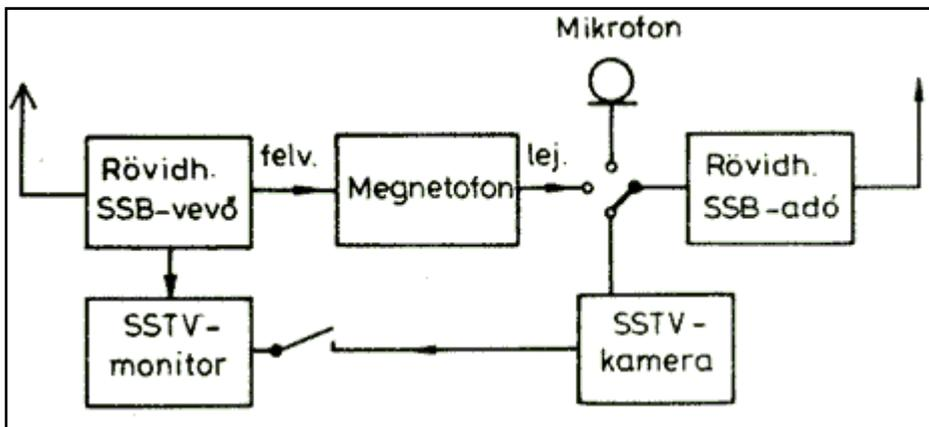 Mikrofon
Rövidh.
SSB-vevő
felv.
Megnetofon
lej.
Rövidh.
SSB-adó
SSTV-
monitor
SSTV-
kamera